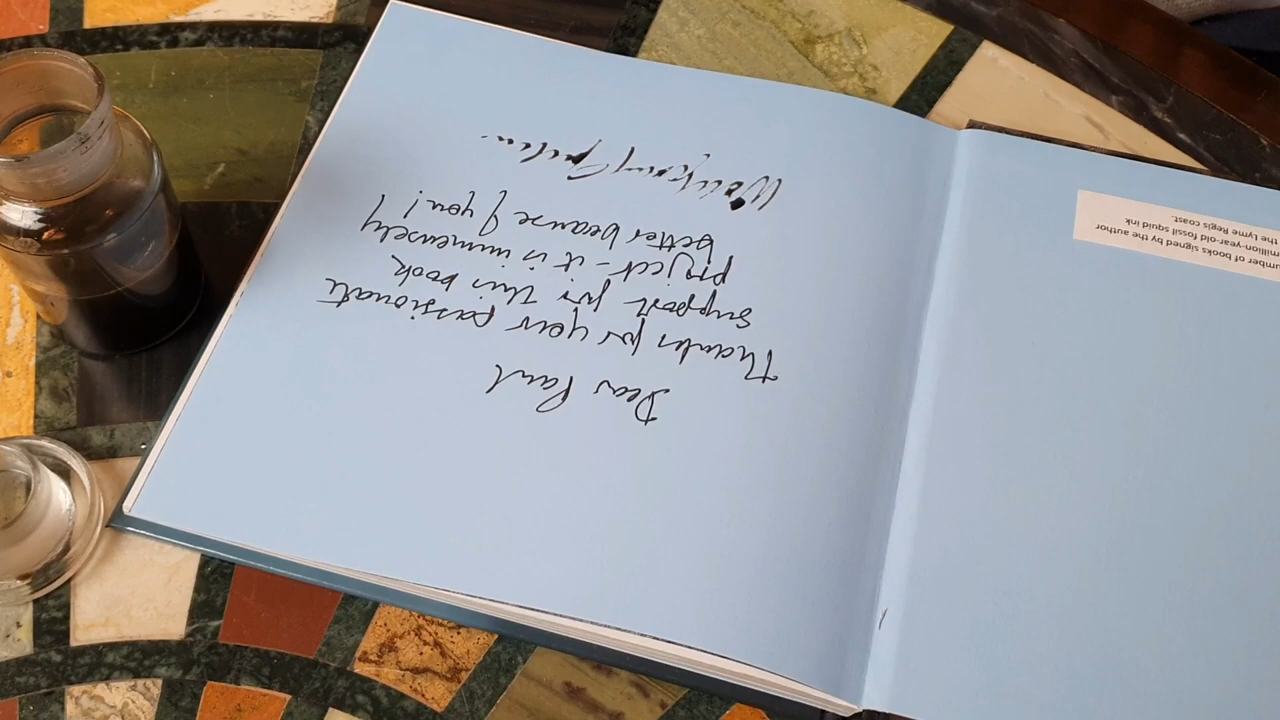 Dear Paul
Thanks for your passionate
support for this book
project – it is immensely
better because of you!
umber of books signed by the author
million-year-old fossil squid ink
the Lyme Regis coast.